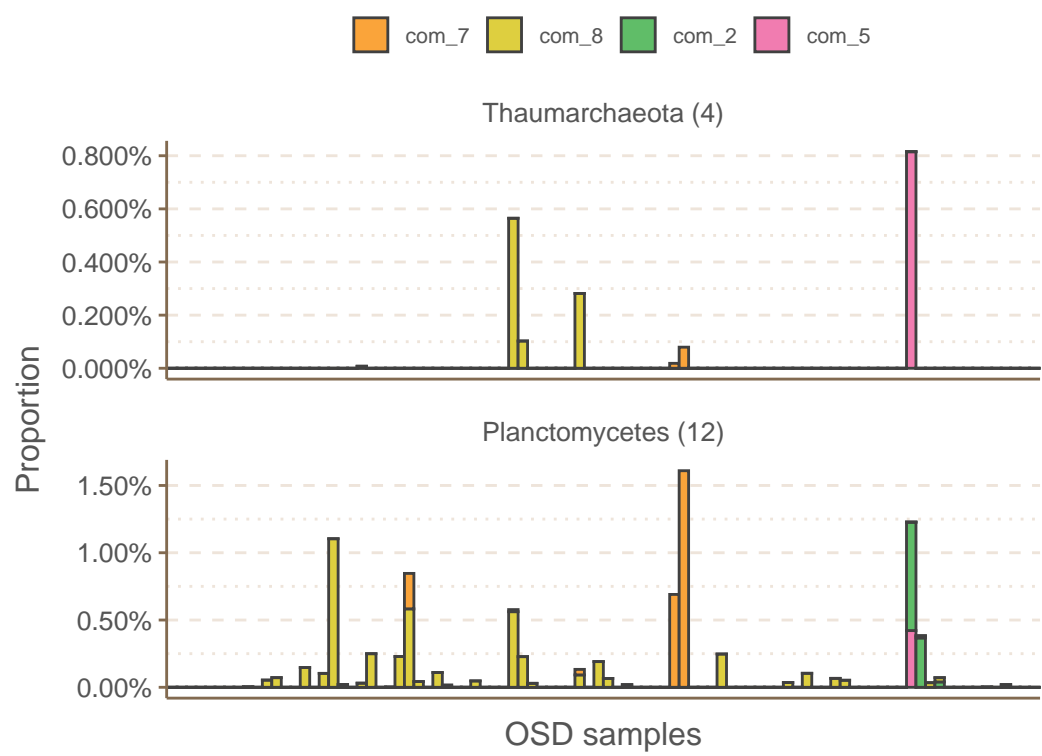 com_7 com_8 com_2 com_5
Thaumarchaeota (4)
0.800%
0.600%
0.400%
0.200%
0.000%
Proportion
Planctomycetes (12)
1.50%
1.00%
0.50%
0.00%
OSD samples